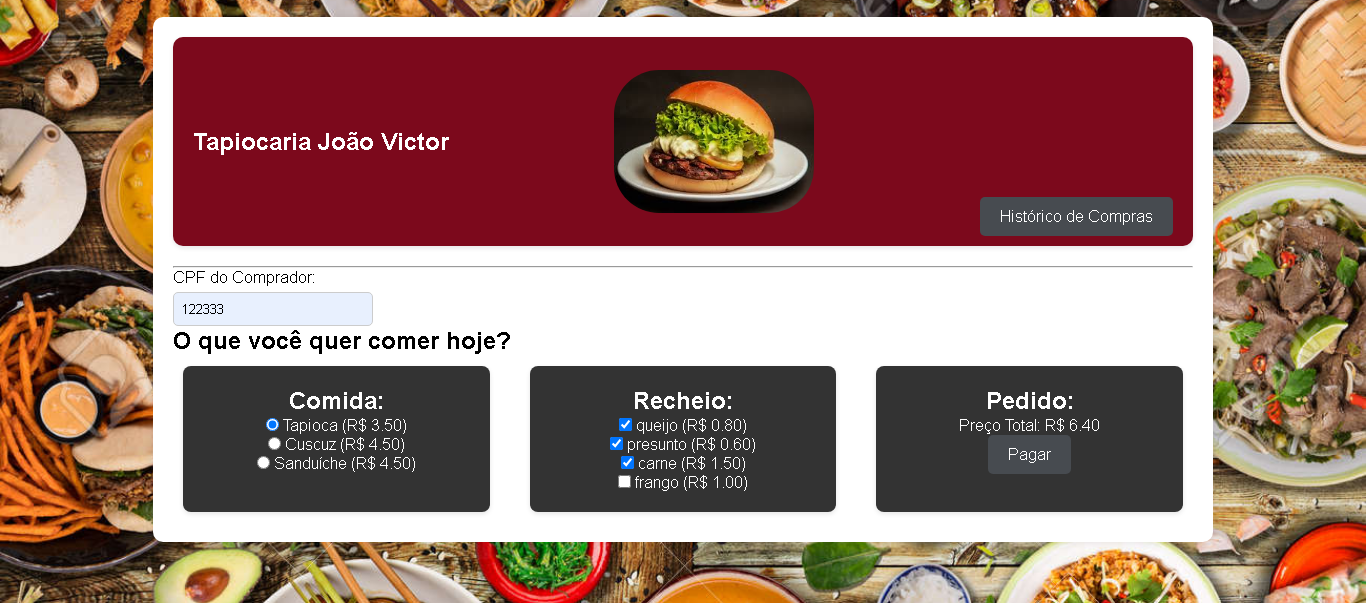 Tapiocaria João Victor
Histórico de Compras
CPF do Comprador:
122333
O que você quer comer hoje?
Comida:
Tapioca (R$ 3.50)
Cuscuz (R$ 4.50)
Sanduíche (R$ 4.50)
Recheio:
queijo (R$ 0.80)
presunto (R$ 0.60)
carne (R$ 1.50)
frango (R$ 1.00)
Pedido:
Preço Total: R$ 6.40
Pagar